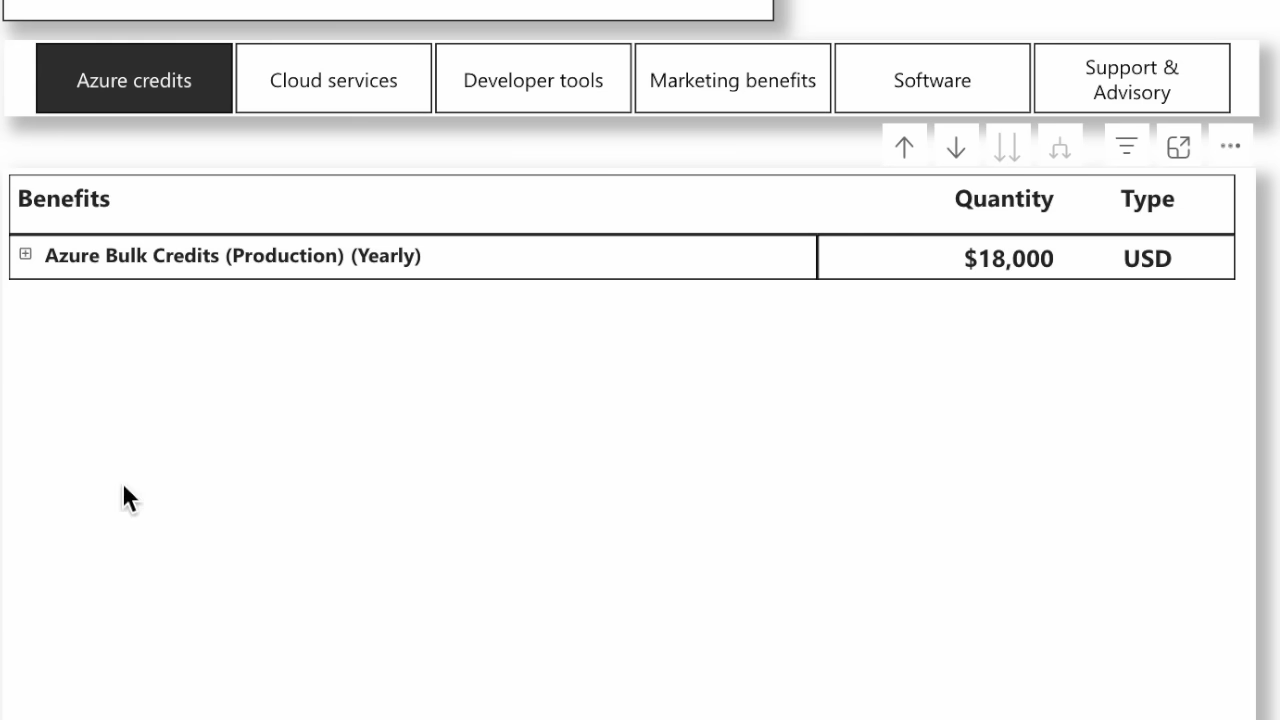 Azure credits
Cloud services
Developer tools
Marketing benefits
Software
Support &
Advisory
Benefits Quantity Type
Azure Bulk Credits (Production) (Yearly) $18,000 USD